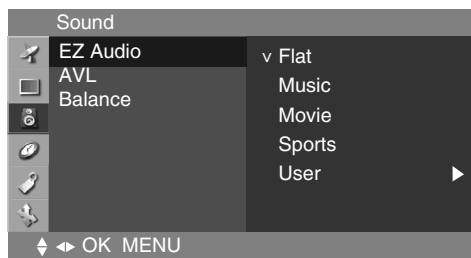 Sound
EZ Audio
AVL
Balance
v Flat
Music
Movie
Sports
User
OK MENU